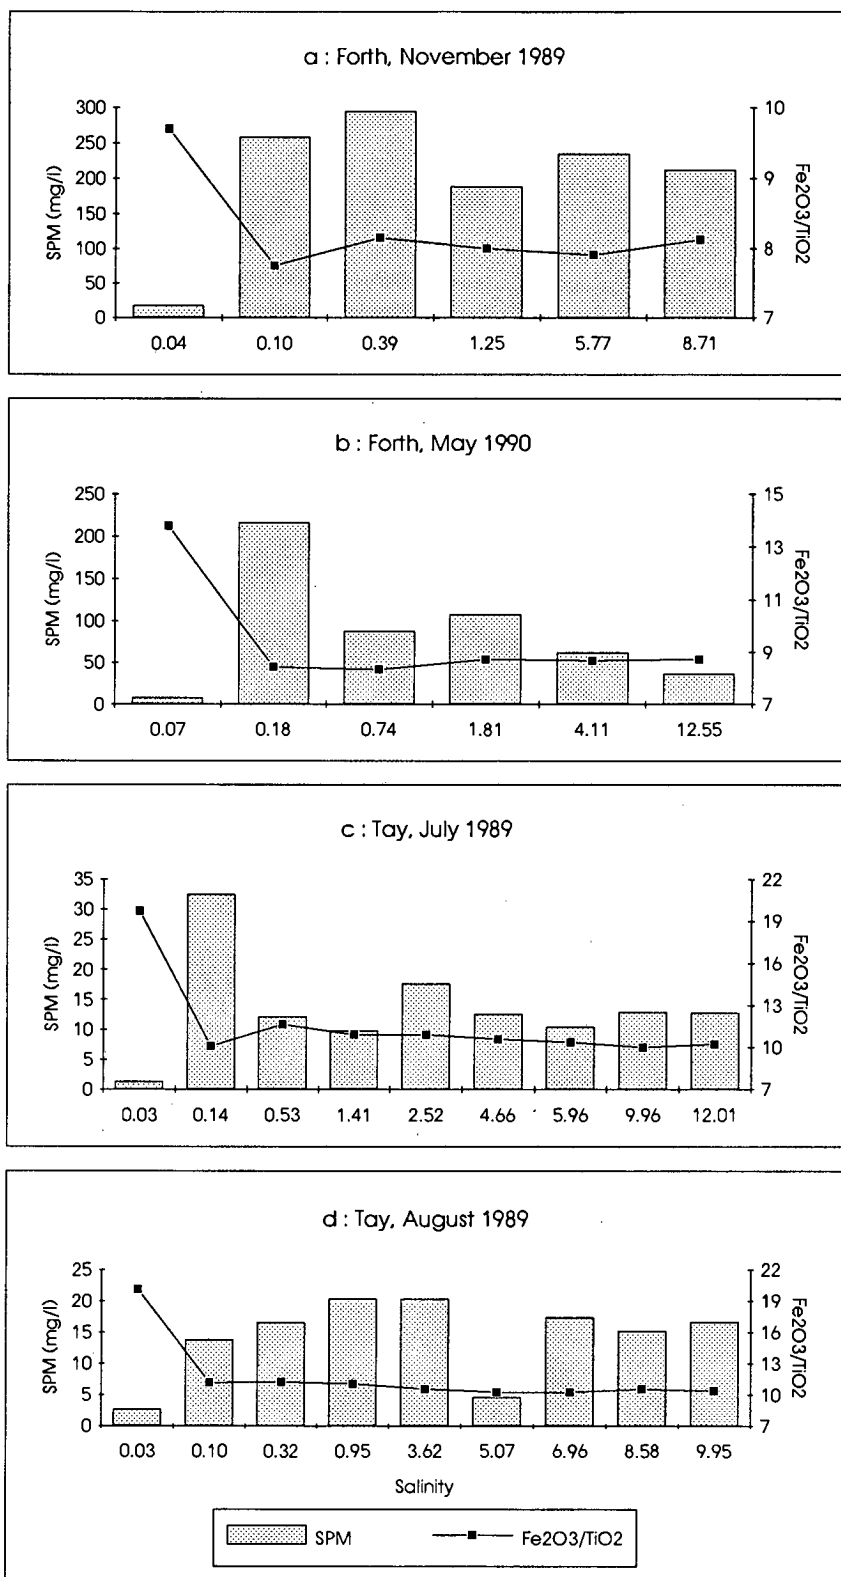 a : Forth, November 1989
300
250
200
150
100
50
0
SPM (mg/l)
10
9
8
7
Fe2O3/TiO2
0.04 0.10 0.39 1.25 5.77 8.71
b : Forth, May 1990
250
200
150
100
50
0
SPM (mg/l)
15
13
11
9
7
Fe2O3/TiO2
0.07 0.18 0.74 1.81 4.11 12.55
c : Tay, July 1989
35
30
25
20
15
10
5
0
SPM (mg/l)
22
19
16
13
10
7
Fe2O3/TiO2
0.03 0.14 0.53 1.41 2.52 4.66 5.96 9.96 12.01
d : Tay, August 1989
25
20
15
10
5
0
SPM (mg/l)
22
19
16
13
10
7
Fe2O3/TiO2
0.03 0.10 0.32 0.95 3.62 5.07 6.96 8.58 9.95
Salinity
SPM Fe2O3/TiO2